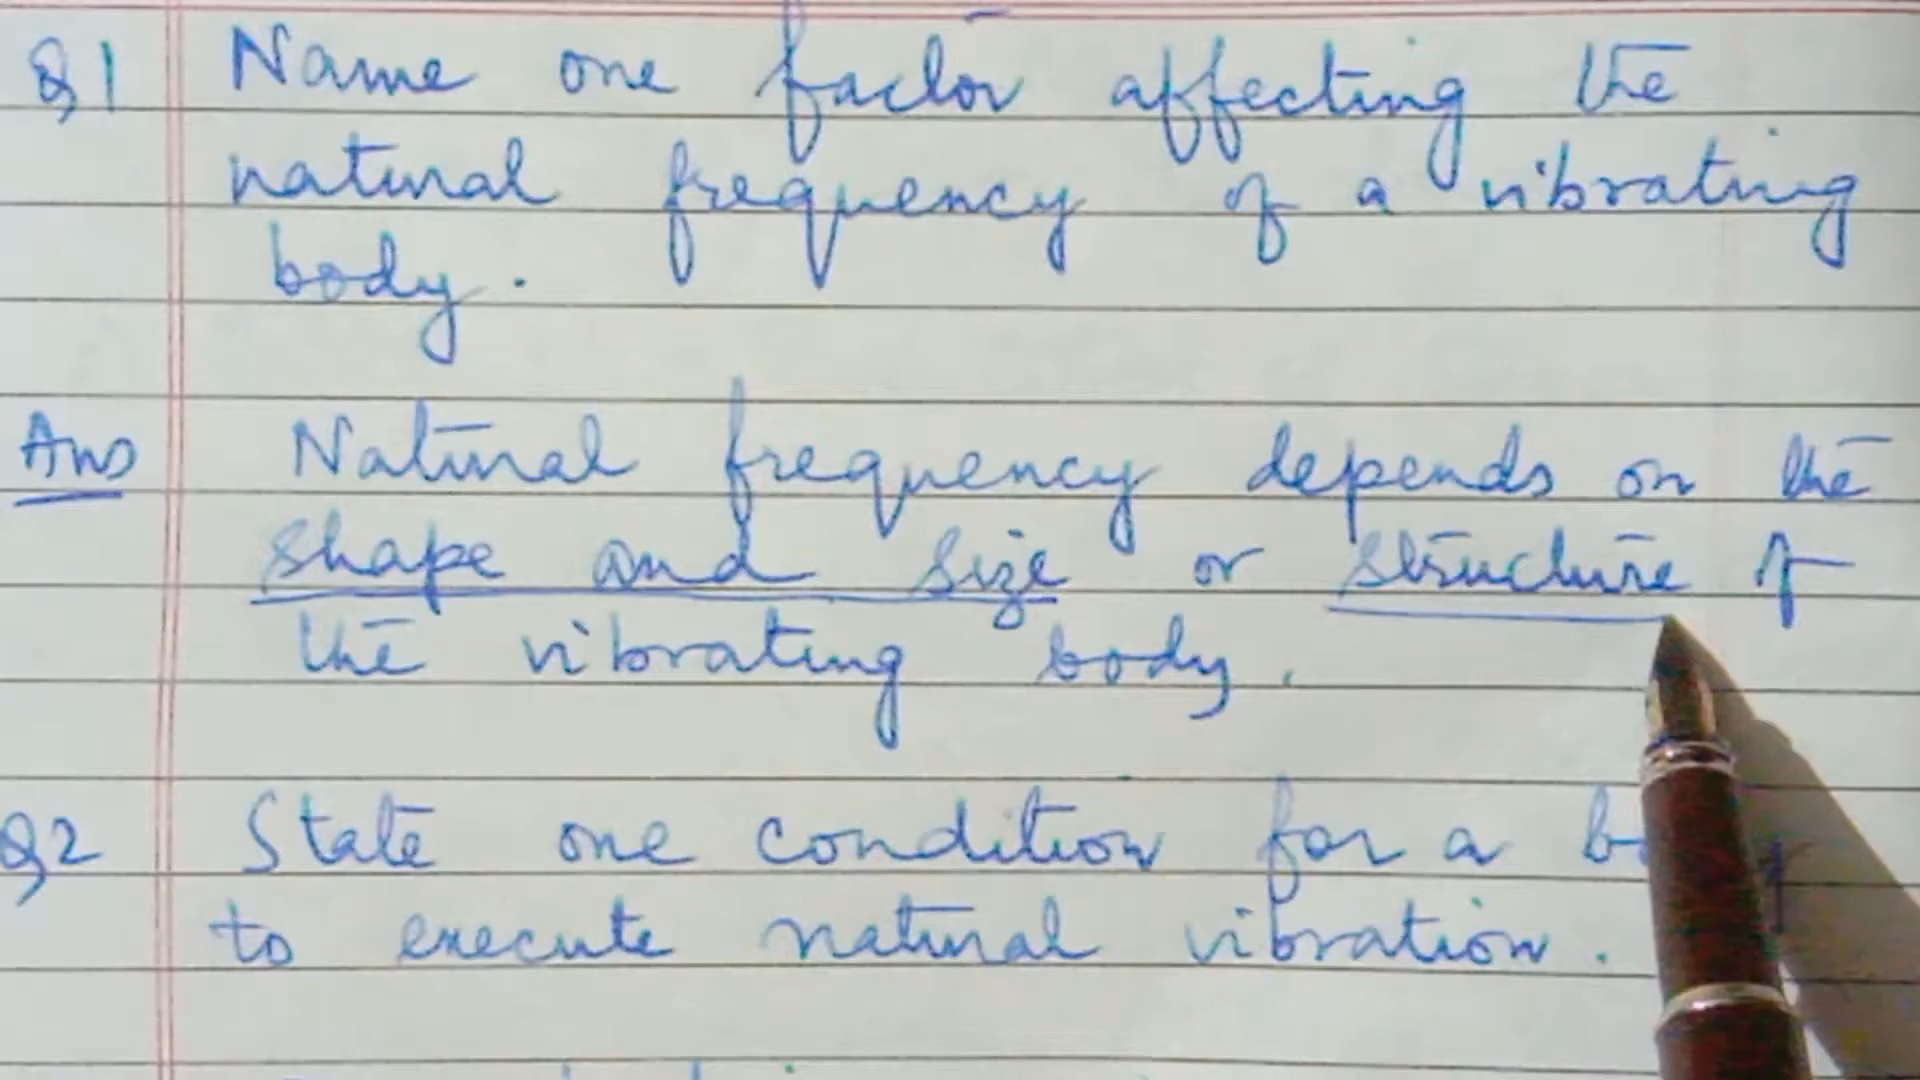 Q1 Name one factor affecting the
natural frequency of a vibrating
body.
Ans Natural frequency depends on the
shape and size or structure of
the vibrating body.
Q2 State one condition for a
to execute natural vibration.